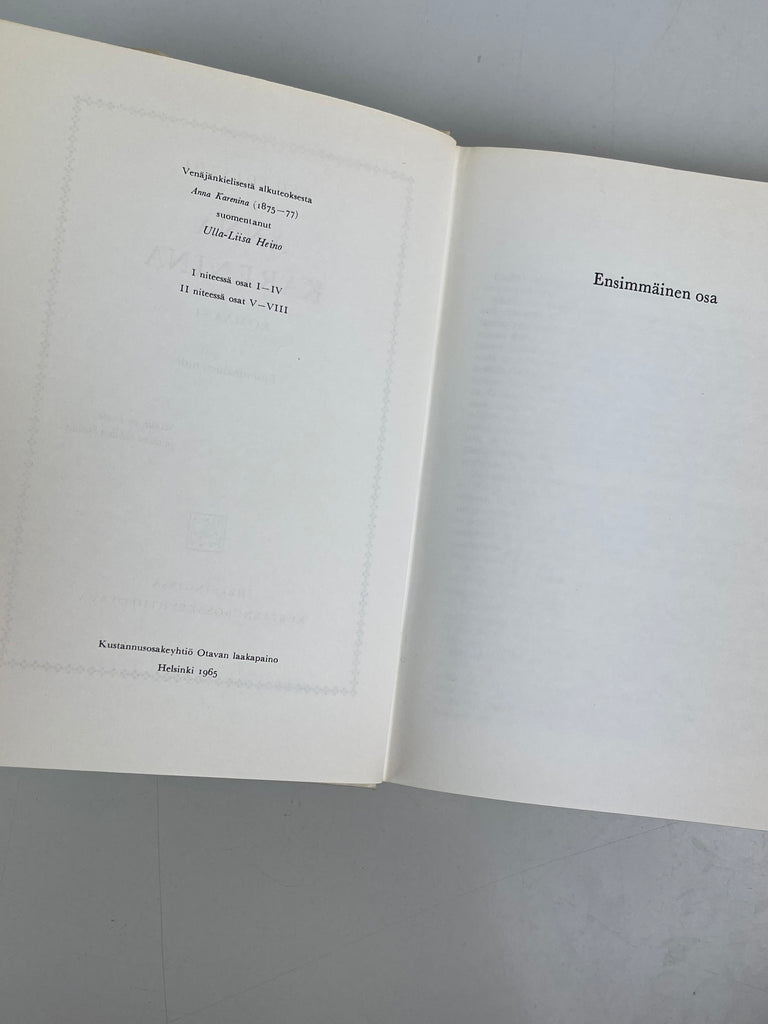 Venäjänkielisestä alkuteoksesta
Anna Karenina (1875—77)
suomentanut
Ulla-Liisa Heino
I niteessä osat I—IV
II niteessä osat V—VIII
Kustannusosakeyhtiö Otavan laakapaino
Helsinki 1965
Ensimmäinen osa